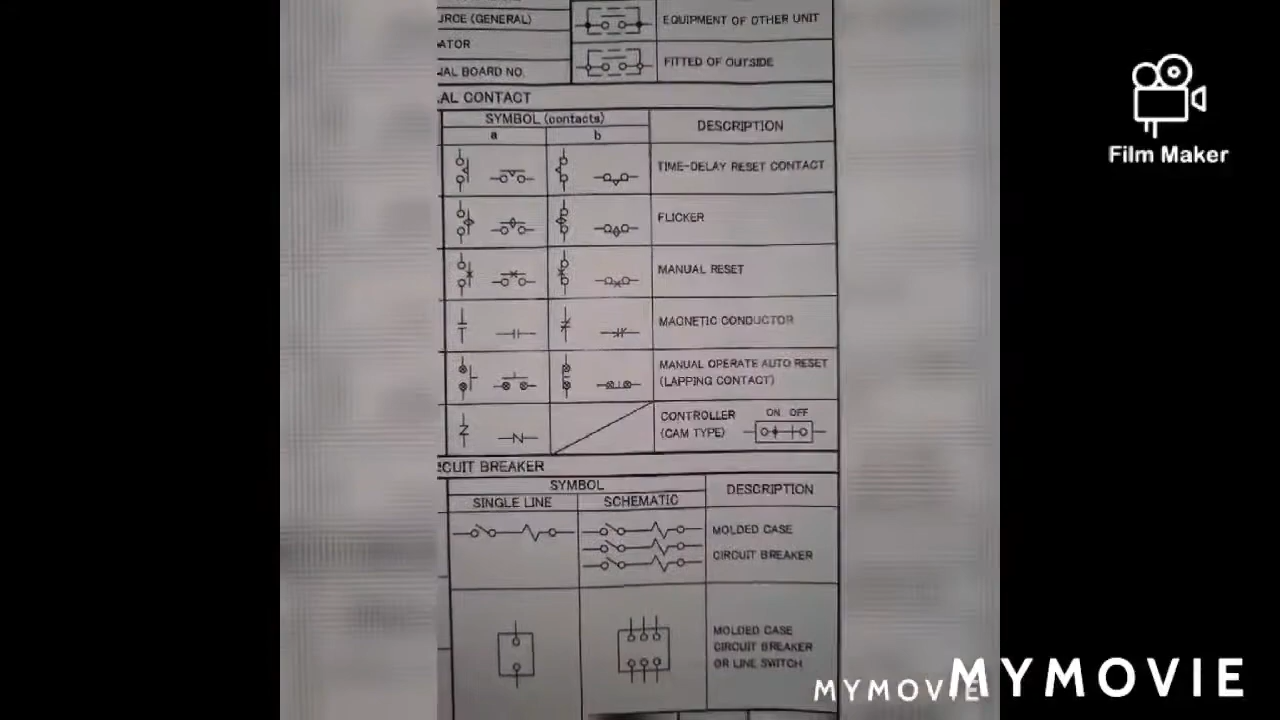 URCE (GENERAL)
EQUIPMENT OF OTHER UNIT
ATOR
FITTED OF OUTSIDE
NAL BOARD NO.
AL CONTACT
SYMBOL (contacts)
DESCRIPTION
a
b
TIME-DELAY RESET CONTACT
FLICKER
MANUAL RESET
MAGNETIC CONDUCTOR
MANUAL OPERATE AUTO RESET
(LAPPING CONTACT)
CONTROLLER
(CAM TYPE)
ON OFF
CUIT BREAKER
SYMBOL
DESCRIPTION
SINGLE LINE
SCHEMATIC
MOLDED CASE
CIRCUIT BREAKER
MOLDED CASE
CIRCUIT BREAKER
OR LINE SWITCH
Film Maker
MYMOVIE
MYMOVIE